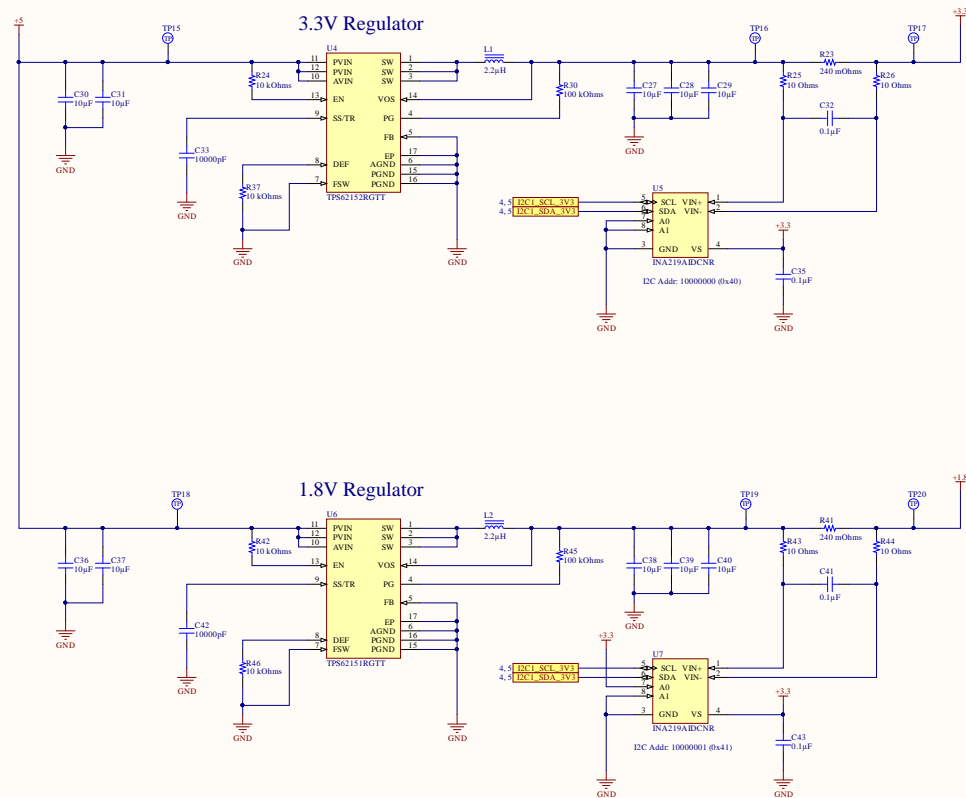 +5
TP15
TP
3.3V Regulator
TP16
TP
TP17
TP
+3.3
U4
11 PVIN SW 1
12 PVIN SW 2
10 AVIN SW 3
13 EN VOS 14
9 SS/TR PG 4
FB 5
EP 17
8 DEF AGND 6
PGND 15
7 FSW PGND 16
TPS62152RGTT
L1
2.2µH
R24
10 kOhms
R30
100 kOhms
R23
240 mOhms
R25
10 Ohms
R26
10 Ohms
C30
10µF
C31
10µF
C27
10µF
C28
10µF
C29
10µF
C32
0.1µF
C33
10000pF
R37
10 kOhms
GND
GND
GND
GND
GND
U5
4, 5 I2C1_SCL_3V3 5 SCL VIN+ 1
4, 5 I2C1_SDA_3V3 6 SDA VIN- 2
7 A0
8 A1
3 GND VS 4
INA219AIDCNR
+3.3
C35
0.1µF
I2C Addr: 10000000 (0x40)
GND
GND
TP18
TP
1.8V Regulator
TP19
TP
TP20
TP
+1.8
U6
11 PVIN SW 1
12 PVIN SW 2
10 AVIN SW 3
13 EN VOS 14
9 SS/TR PG 4
FB 5
EP 17
AGND 6
8 DEF PGND 16
7 FSW PGND 15
TPS62151RGTT
L2
2.2µH
R42
10 kOhms
R45
100 kOhms
R41
240 mOhms
R43
10 Ohms
R44
10 Ohms
C36
10µF
C37
10µF
C38
10µF
C39
10µF
C40
10µF
C41
0.1µF
C42
10000pF
R46
10 kOhms
GND
GND
GND
GND
GND
+3.3
U7
4, 5 I2C1_SCL_3V3 5 SCL VIN+ 1
4, 5 I2C1_SDA_3V3 6 SDA VIN- 2
7 A0
8 A1
3 GND VS 4
INA219AIDCNR
+3.3
C43
0.1µF
I2C Addr: 10000001 (0x41)
GND
GND